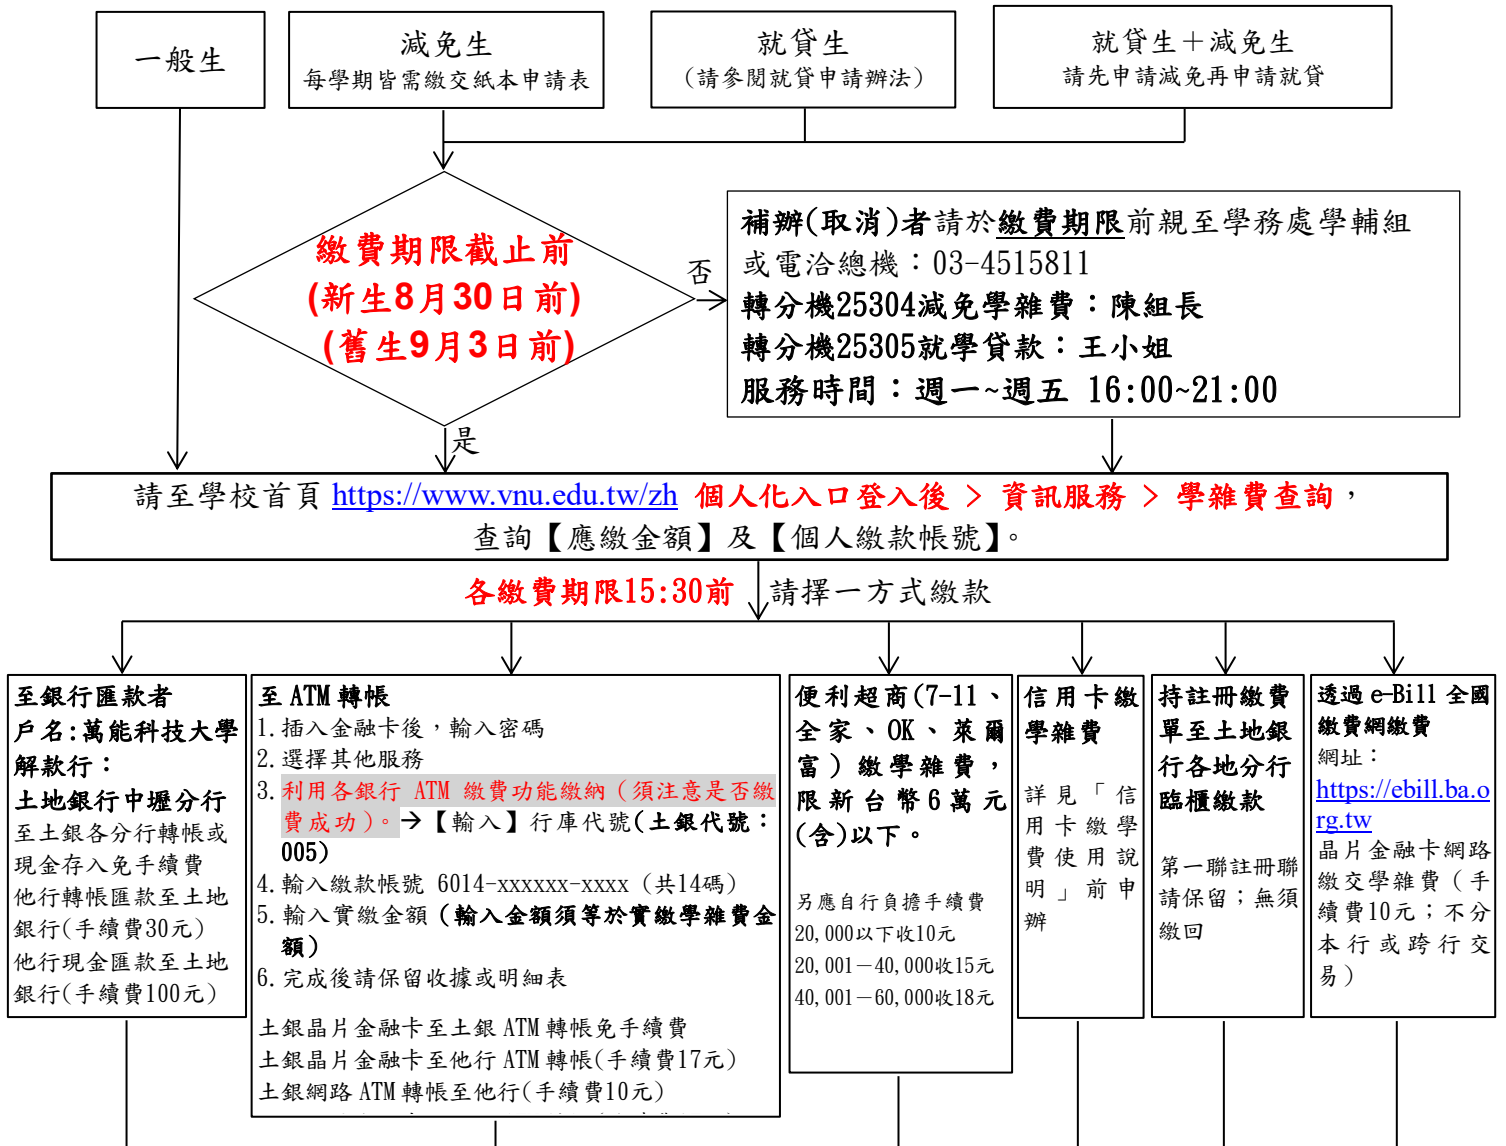 一般生
減免生
每學期皆需繳交紙本申請表
就貸生
(請參閱就貸申請辦法)
就貸生＋減免生
請先申請減免再申請就貸
繳費期限截止前
(新生8月30日前)
(舊生9月3日前)
否
是
補辦(取消)者請於繳費期限前親至學務處學輔組
或電洽總機：03-4515811
轉分機25304減免學雜費：陳組長
轉分機25305就學貸款：王小姐
服務時間：週一~週五 16:00~21:00
請至學校首頁 https://www.vnu.edu.tw/zh 個人化入口登入後 > 資訊服務 > 學雜費查詢，
查詢【應繳金額】及【個人繳款帳號】。
各繳費期限15:30前 請擇一方式繳款
至銀行匯款者
戶名:萬能科技大學
解款行：
土地銀行中壢分行
至土銀各分行轉帳或
現金存入免手續費
他行轉帳匯款至土地
銀行(手續費30元)
他行現金匯款至土地
銀行(手續費100元)
至 ATM 轉帳
1.插入金融卡後，輸入密碼
2.選擇其他服務
3.利用各銀行 ATM 繳費功能繳納（須注意是否繳
費成功）。→【輸入】行庫代號(土銀代號：
005)
4.輸入繳款帳號 6014-xxxxxx-xxxx（共14碼）
5.輸入實繳金額（輸入金額須等於實繳學雜費金
額）
6.完成後請保留收據或明細表
土銀晶片金融卡至土銀 ATM 轉帳免手續費
土銀晶片金融卡至他行 ATM 轉帳(手續費17元)
土銀網路 ATM 轉帳至他行(手續費10元)
便利超商(7-11、
全家、OK、萊爾
富）繳學雜費，
限新台幣6萬元
(含)以下。
另應自行負擔手續費
20,000以下收10元
20,001－40,000收15元
40,001－60,000收18元
信用卡繳
學雜費
詳見「信
用卡繳學
費使用說
明」前申
辦
持註冊繳費
單至土地銀
行各地分行
臨櫃繳款
第一聯註冊聯
請保留；無須
繳回
透過 e-Bill 全國
繳費網繳費
網址：
https://ebill.ba.o
rg.tw
晶片金融卡網路
繳交學雜費（手
續費10元；不分
本行或跨行交
易）